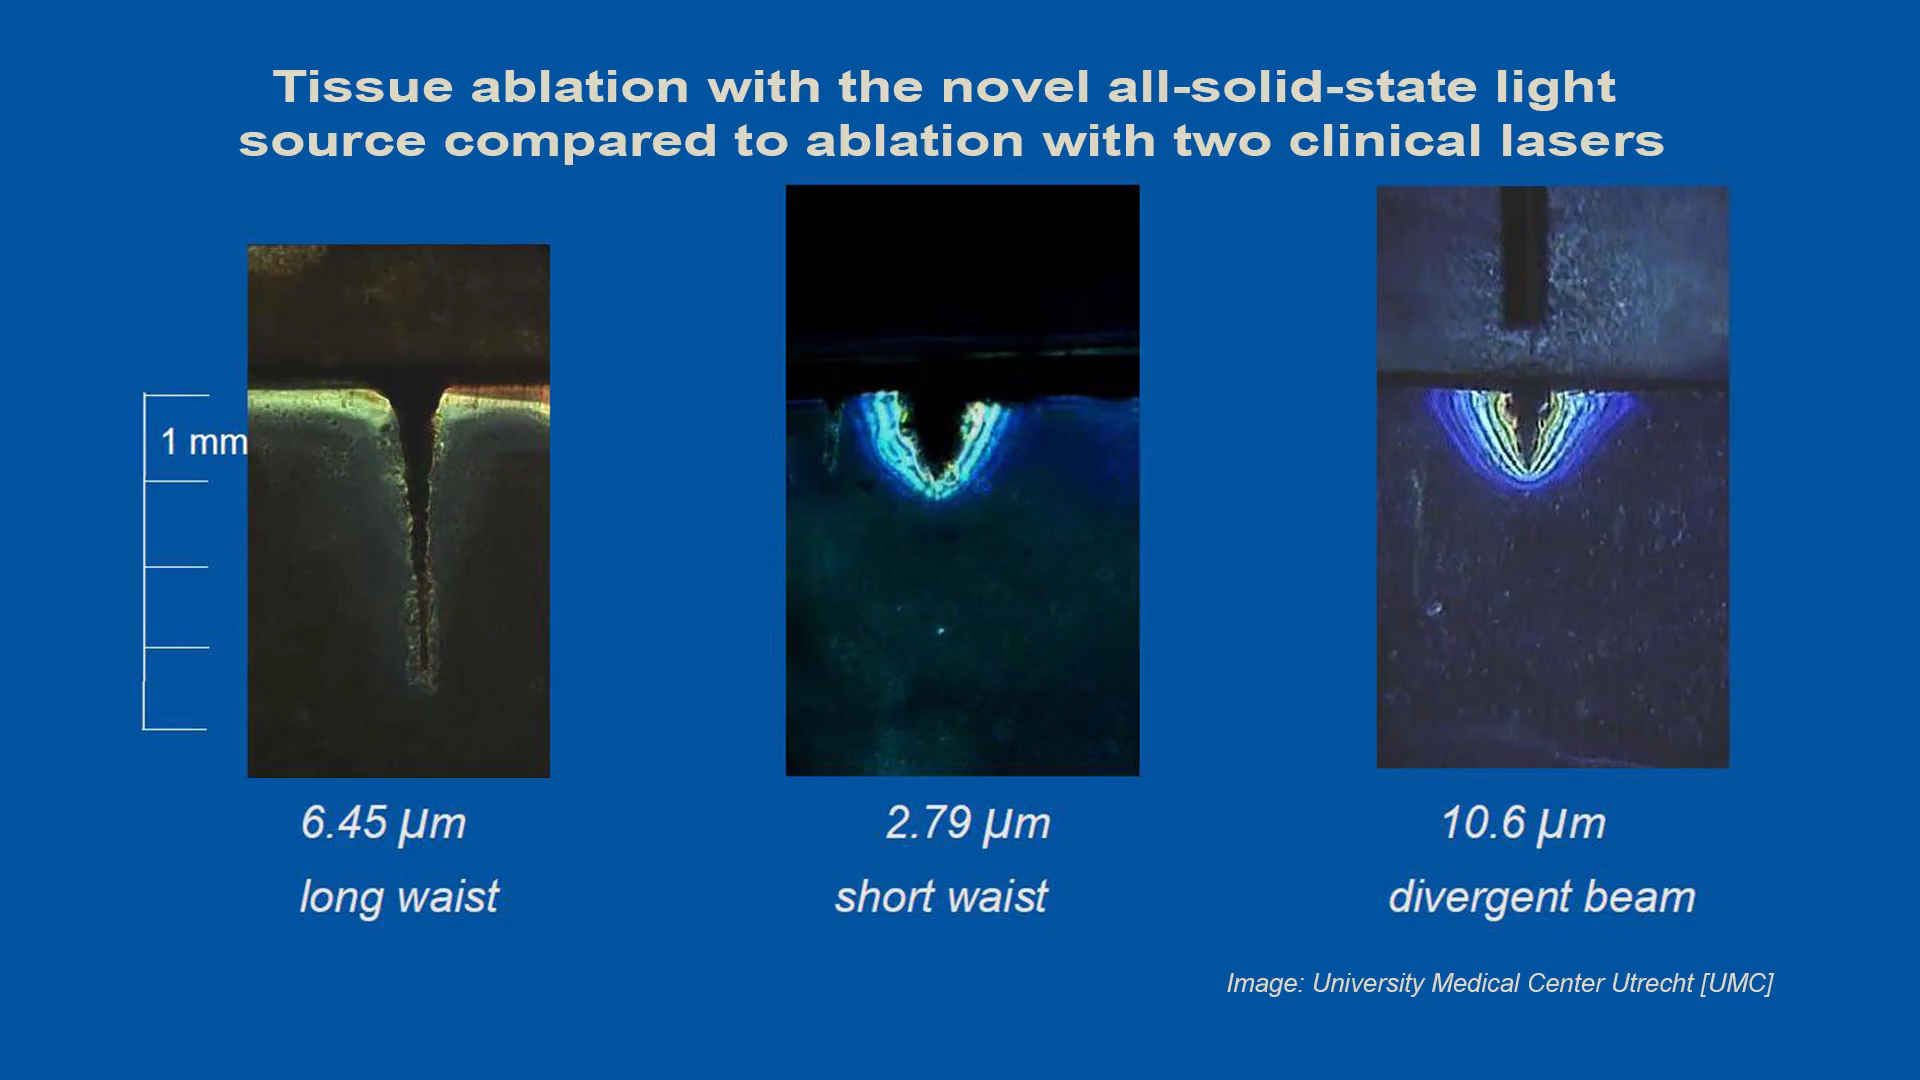 Tissue ablation with the novel all-solid-state light
source compared to ablation with two clinical lasers
1 mm
6.45 µm
long waist
2.79 µm
short waist
10.6 µm
divergent beam
Image: University Medical Center Utrecht [UMC]